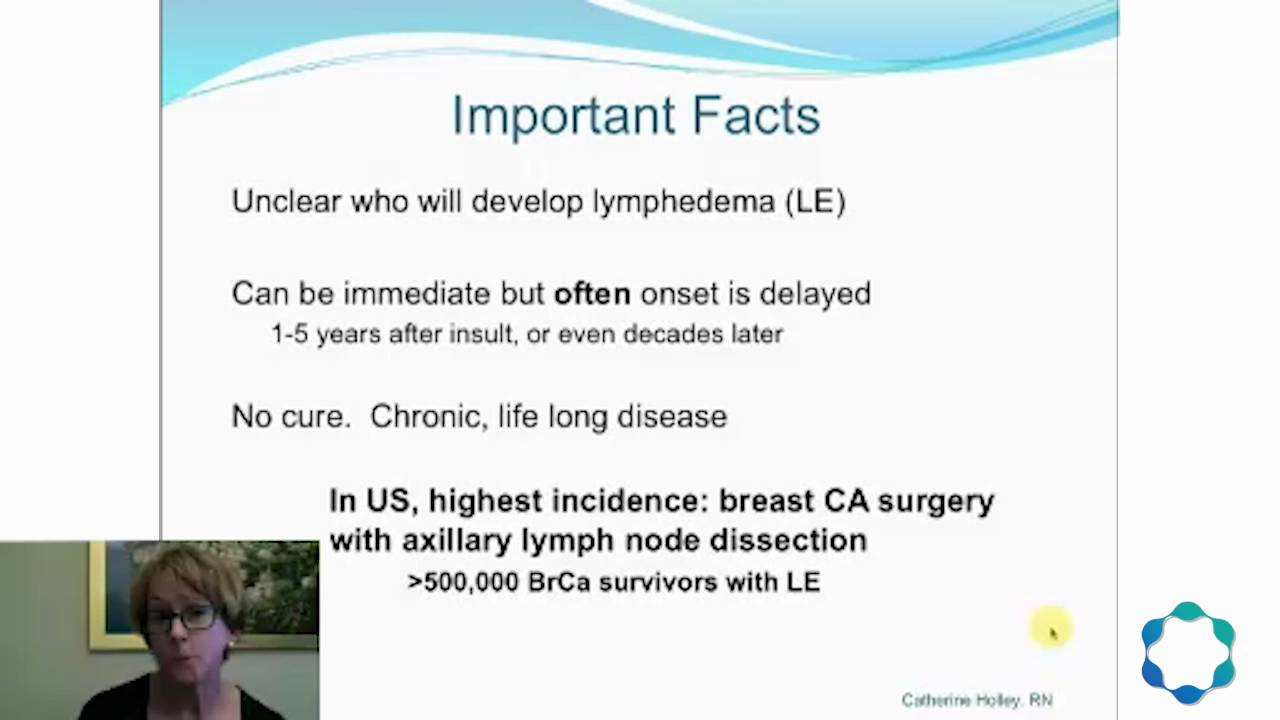 Important Facts
Unclear who will develop lymphedema (LE)
Can be immediate but often onset is delayed
1-5 years after insult, or even decades later
No cure.  Chronic, life long disease
In US, highest incidence: breast CA surgery
with axillary lymph node dissection
>500,000 BrCa survivors with LE
Catherine Holley, RN